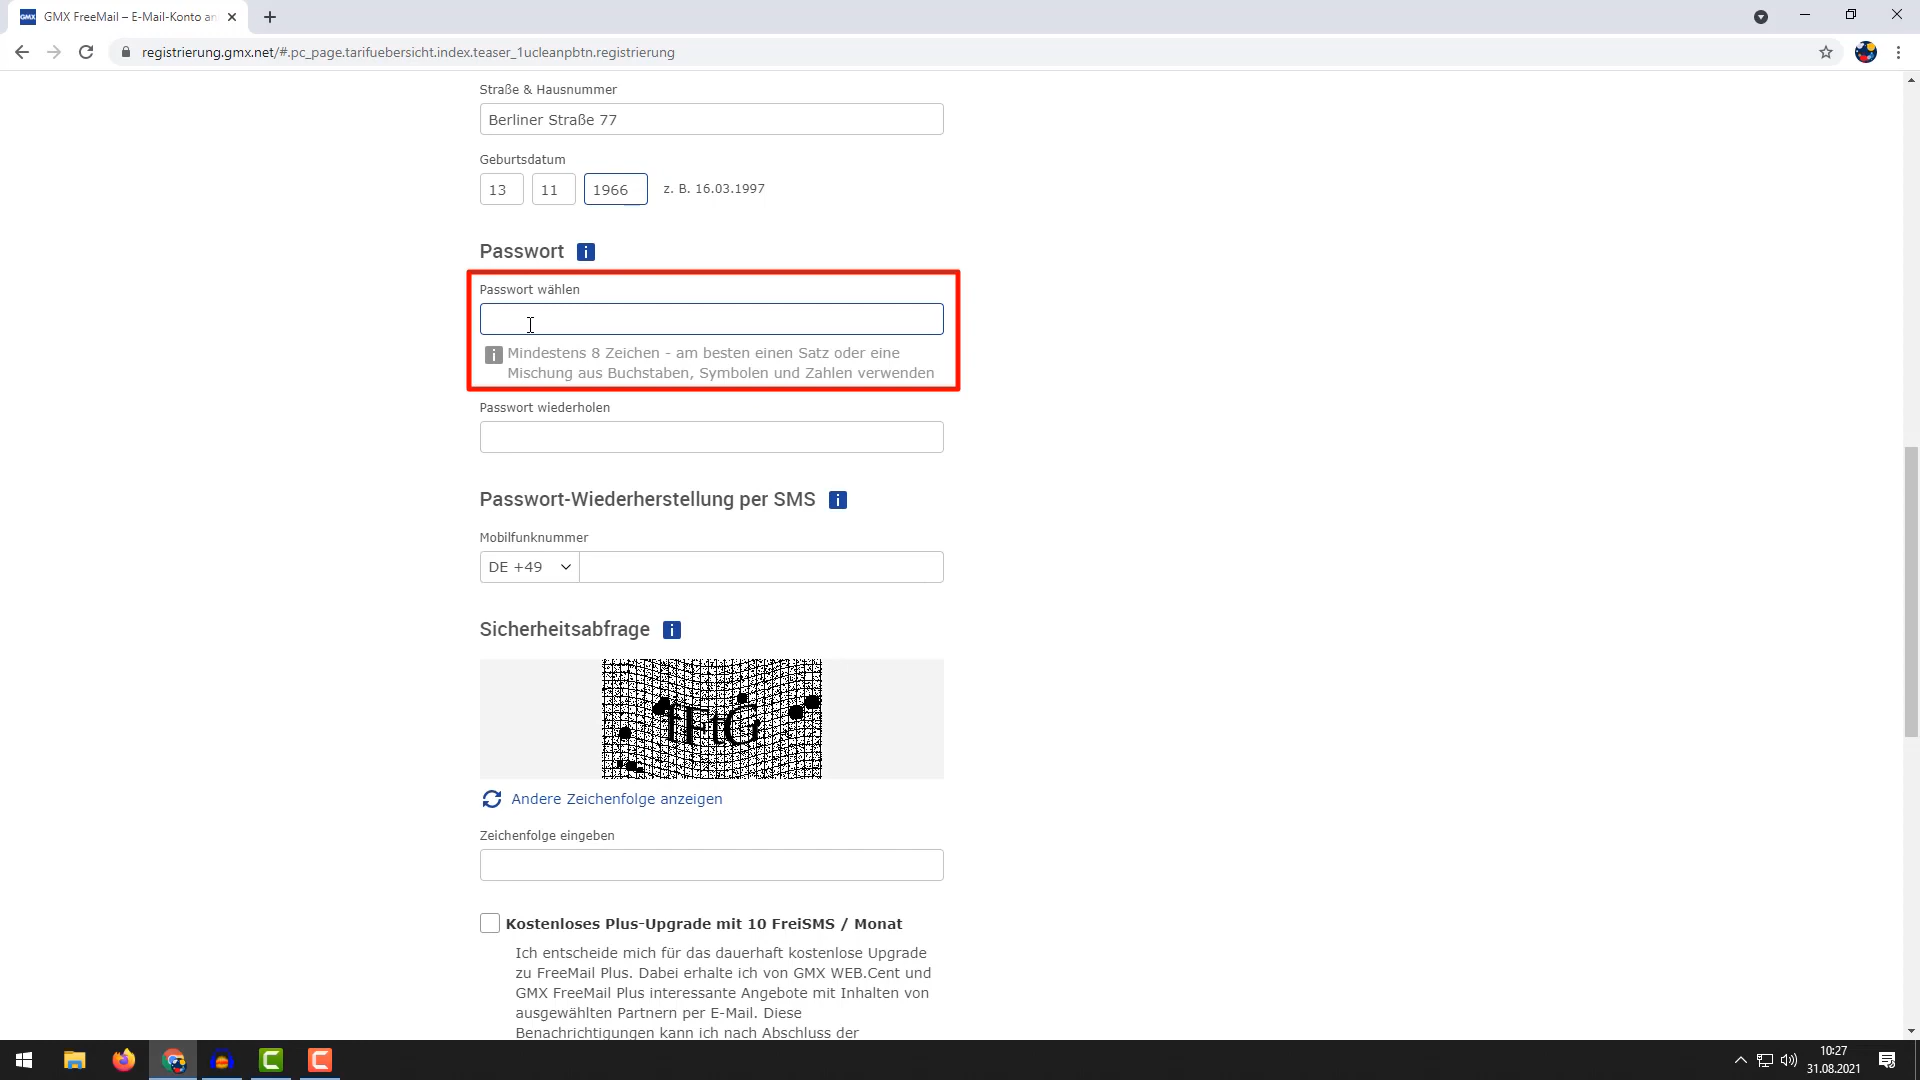 GMX FreeMail – E-Mail-Konto an
registrierung.gmx.net/#.pc_page.tarifuebersicht.index.teaser_1ucleanpbtn.registrierung
Straße & Hausnummer
Berliner Straße 77
Geburtsdatum
13 11 1966 z. B. 16.03.1997
Passwort i
Passwort wählen
i Mindestens 8 Zeichen - am besten einen Satz oder eine
Mischung aus Buchstaben, Symbolen und Zahlen verwenden
Passwort wiederholen
Passwort-Wiederherstellung per SMS i
Mobilfunknummer
DE +49
Sicherheitsabfrage i
Andere Zeichenfolge anzeigen
Zeichenfolge eingeben
Kostenloses Plus-Upgrade mit 10 FreiSMS / Monat
Ich entscheide mich für das dauerhaft kostenlose Upgrade
zu FreeMail Plus. Dabei erhalte ich von GMX WEB.Cent und
GMX FreeMail Plus interessante Angebote mit Inhalten von
ausgewählten Partnern per E-Mail. Diese
Benachrichtigungen kann ich nach Abschluss der
10:27
31.08.2021